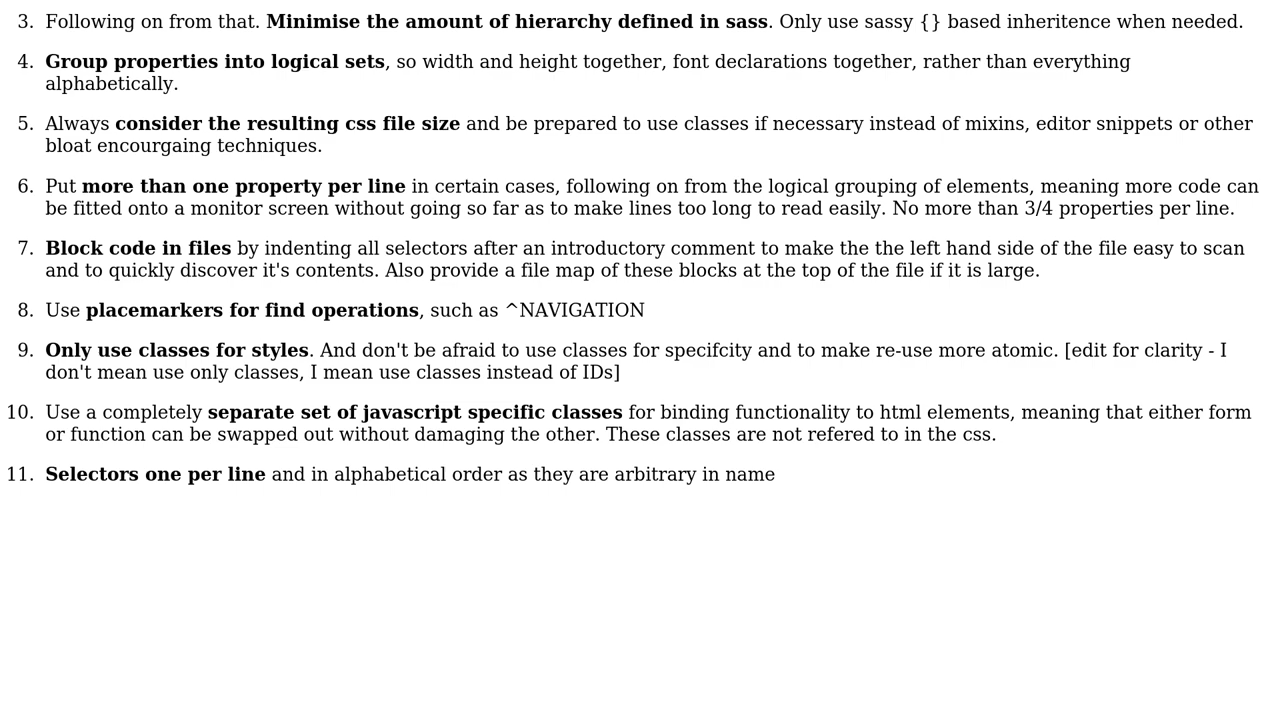 3. Following on from that. Minimise the amount of hierarchy defined in sass. Only use sassy {} based inheritence when needed.
4. Group properties into logical sets, so width and height together, font declarations together, rather than everything
alphabetically.
5. Always consider the resulting css file size and be prepared to use classes if necessary instead of mixins, editor snippets or other
bloat encourgaing techniques.
6. Put more than one property per line in certain cases, following on from the logical grouping of elements, meaning more code can
be fitted onto a monitor screen without going so far as to make lines too long to read easily. No more than 3/4 properties per line.
7. Block code in files by indenting all selectors after an introductory comment to make the the left hand side of the file easy to scan
and to quickly discover it's contents. Also provide a file map of these blocks at the top of the file if it is large.
8. Use placemarkers for find operations, such as ^NAVIGATION
9. Only use classes for styles. And don't be afraid to use classes for specifcity and to make re-use more atomic. [edit for clarity - I
don't mean use only classes, I mean use classes instead of IDs]
10. Use a completely separate set of javascript specific classes for binding functionality to html elements, meaning that either form
or function can be swapped out without damaging the other. These classes are not refered to in the css.
11. Selectors one per line and in alphabetical order as they are arbitrary in name